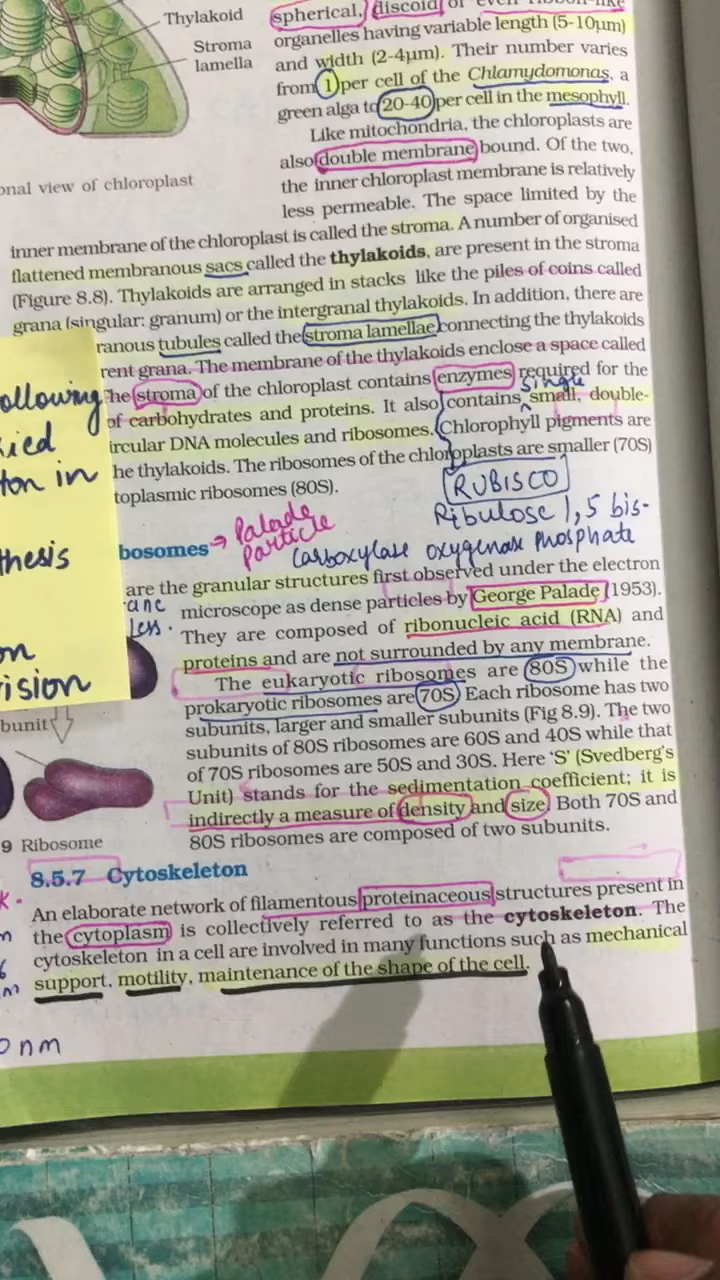 Thylakoid
Stroma
lamella
onal view of chloroplast
spherical, discoid or even ribbon-like
organelles having variable length (5-10µm)
and width (2-4µm). Their number varies
from 1 per cell of the Chlamydomonas, a
green alga to 20-40 per cell in the mesophyll.
Like mitochondria, the chloroplasts are
also double membrane bound. Of the two,
the inner chloroplast membrane is relatively
less permeable. The space limited by the
inner membrane of the chloroplast is called the stroma. A number of organised
flattened membranous sacs called the thylakoids, are present in the stroma
(Figure 8.8). Thylakoids are arranged in stacks like the piles of coins called
grana (singular: granum) or the intergranal thylakoids. In addition, there are
ranous tubules called the stroma lamellae connecting the thylakoids
rent grana. The membrane of the thylakoids enclose a space called
he stroma of the chloroplast contains enzymes required for the
single
of carbohydrates and proteins. It also contains small, double-
ircular DNA molecules and ribosomes. Chlorophyll pigments are
he thylakoids. The ribosomes of the chloroplasts are smaller (70S)
toplasmic ribosomes (80S).
RUBISCO
Ribulose 1,5 bis-
Carboxylase oxygenase Phosphate
ollowing
ied
ton in
thesis
on
ision
bosomes → Palade
Particle
are the granular structures first observed under the electron
microscope as dense particles by George Palade (1953).
They are composed of ribonucleic acid (RNA) and
proteins and are not surrounded by any membrane.
ane
less.
The eukaryotic ribosomes are 80S while the
prokaryotic ribosomes are 70S. Each ribosome has two
subunits, larger and smaller subunits (Fig 8.9). The two
subunits of 80S ribosomes are 60S and 40S while that
of 70S ribosomes are 50S and 30S. Here 'S' (Svedberg's
Unit) stands for the sedimentation coefficient; it is
indirectly a measure of density and size. Both 70S and
80S ribosomes are composed of two subunits.
bunit
9 Ribosome
8.5.7 Cytoskeleton
An elaborate network of filamentous proteinaceous structures present in
the cytoplasm is collectively referred to as the cytoskeleton. The
cytoskeleton in a cell are involved in many functions such as mechanical
support, motility, maintenance of the shape of the cell.
0 nm